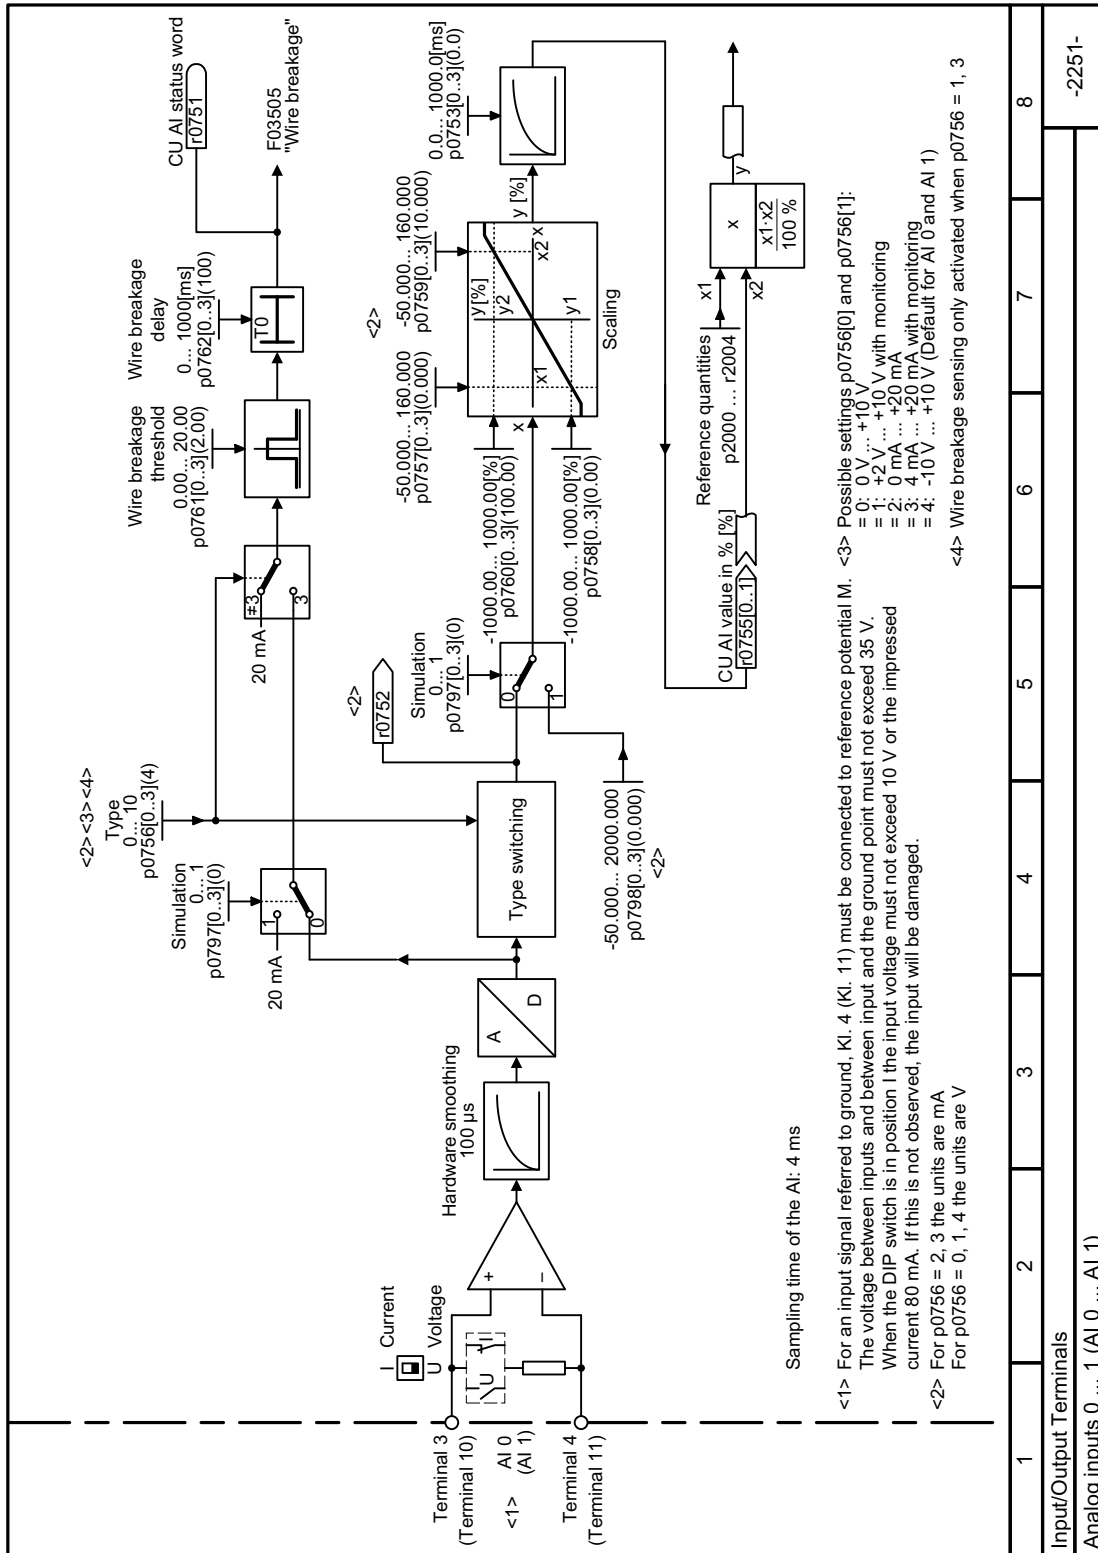 CU AI status word
r0751
F03505
"Wire breakage"
Wire breakage
delay
0... 1000[ms]
p0762[0..3](100)
T0
Wire breakage
threshold
0.00... 20.00
p0761[0..3](2.00)
20 mA
≠3
3
<2><3><4>
Type
0... 10
p0756[0..3](4)
Simulation
0... 1
p0797[0..3](0)
20 mA
1
0
0.0... 1000.0[ms]
p0753[0..3](0.0)
<2>
-50.000... 160.000
p0759[0..3](10.000)
-50.000... 160.000
p0757[0..3](0.000)
y [%]
y[%]
y2
x2
x
x1
y1
Scaling
x
-1000.00... 1000.00[%]
p0760[0..3](100.00)
-1000.00... 1000.00[%]
p0758[0..3](0.00)
<2>
r0752
Simulation
0... 1
p0797[0..3](0)
0
1
Type switching
-50.000... 2000.000
p0798[0..3](0.000)
<2>
A
D
Hardware smoothing
100 µs
+
–
I
Current
U
Voltage
U
I
Terminal 3
(Terminal 10)
<1>
AI 0
(AI 1)
Terminal 4
(Terminal 11)
Reference quantities
p2000 ... r2004
x1
x2
x
x1·x2
100 %
y
CU AI value in % [%]
r0755[0..1]
Sampling time of the AI: 4 ms
<1> For an input signal referred to ground, Kl. 4 (Kl. 11) must be connected to reference potential M.
The voltage between inputs and between input and the ground point must not exceed 35 V.
When the DIP switch is in position I the input voltage must not exceed 10 V or the impressed
current 80 mA. If this is not observed, the input will be damaged.
<2> For p0756 = 2, 3 the units are mA
For p0756 = 0, 1, 4 the units are V
<3> Possible settings p0756[0] and p0756[1]:
= 0: 0 V ... +10 V
= 1: +2 V ... +10 V with monitoring
= 2: 0 mA ... +20 mA
= 3: 4 mA ... +20 mA with monitoring
= 4: -10 V ... +10 V (Default for AI 0 and AI 1)
<4> Wire breakage sensing only activated when p0756 = 1, 3
1
2
3
4
5
6
7
8
Input/Output Terminals
-2251-
Analog inputs 0 ... 1 (AI 0 ... AI 1)